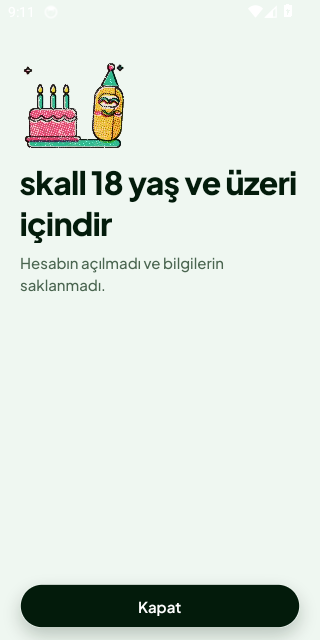 9:11
skall 18 yaş ve üzeri
içindir
Hesabın açılmadı ve bilgilerin
saklanmadı.
Kapat